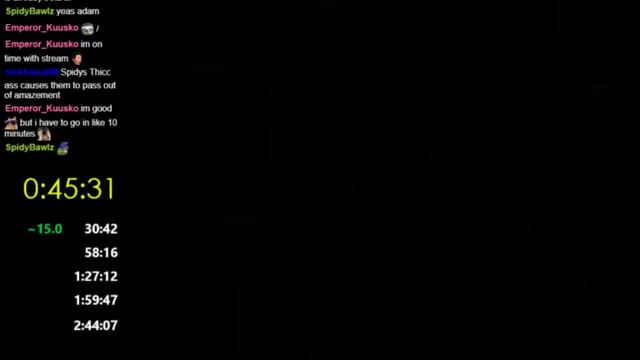 SpidyBawlz yeas adam
Emperor_Kuusko /
Emperor_Kuusko im on
time with stream
Spidys Thicc
ass causes them to pass out
of amazement
Emperor_Kuusko im good
but i have to go in like 10
minutes
SpidyBawlz
0:45:31
−15.0 30:42
58:16
1:27:12
1:59:47
2:44:07